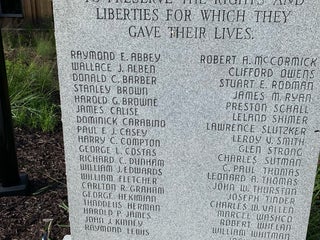 TO PRESERVE THE RIGHTS AND
LIBERTIES FOR WHICH THEY
GAVE THEIR LIVES.
RAYMOND E. ABBEY
WALLACE J. ALBEN
DONALD C. BARBER
STANLEY BROWN
HAROLD G. BROWNE
JAMES CALISE
DOMINICK CARABINO
PAUL E. J. CASEY
HARRY C. COMPTON
GEORGE L. COSTAS
RICHARD C. DUNHAM
WILLIAM J. EDWARDS
WILLIAM FLETCHER
CARLTON R. GRAHAM
GEORGE HEKIMIAN
THADDEUS HERMAN
HAROLD P. JAMES
JOHN J. KINNEY
RAYMOND LEWIS
ROBERT A. MCCORMICK
CLIFFORD OWENS
STUART E. RODMAN
JAMES M. RYAN
PRESTON SCHALL
LELAND SHIMER
LAWRENCE SLUTZKER
LEROY V. SMITH
GLEN STRONG
CHARLES SUTMAN
C. PAUL THOMAS
LEONARD A. THOMAS
JOHN W. THURSTON
JOSEPH TINDER
CHARLES W. VALLEN
MARCEL WASHCO
ROBERT WHELAN
WILLIAM WHITMAN